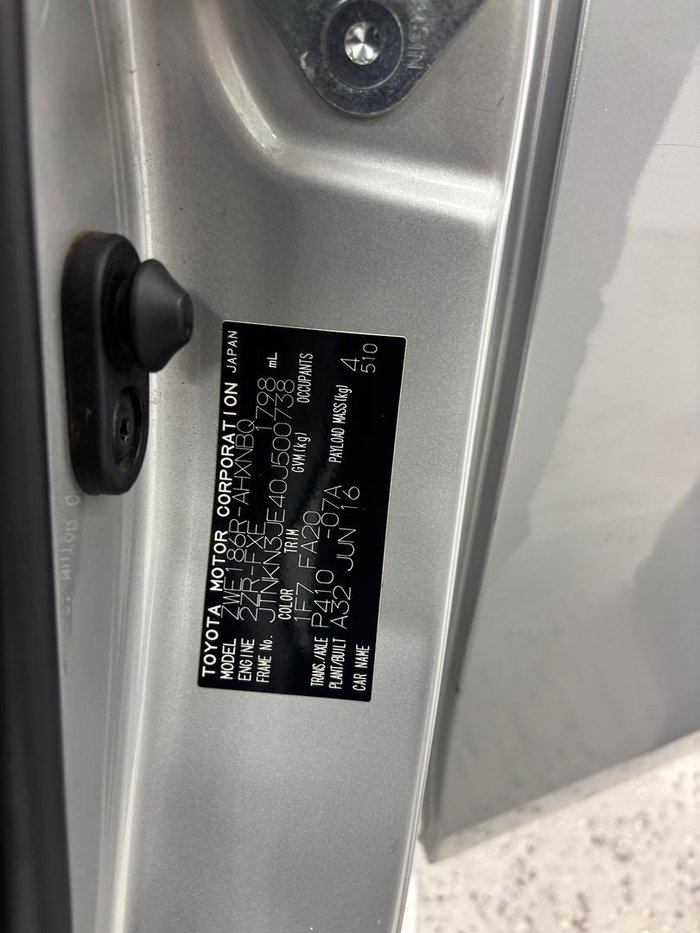 TOYOTA MOTOR CORPORATION JAPAN
MODEL ZWE186R-AHXNBQ
ENGINE 2ZR-FXE 1798 mL
FRAME No. JTNKN3JE40J500738
COLOR TRIM GVM(kg) OCCUPANTS
1F7 FA20 4
TRANS./AXLE P410 -07A PAYLOAD MASS(kg) 510
PLANT/BUILT A32 JUN 16
CAR NAME